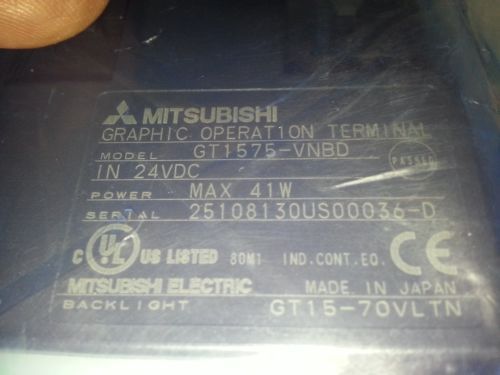 MITSUBISHI
GRAPHIC OPERATION TERMINAL
MODEL GT1575-VNBD
PASSED
IN 24VDC
POWER MAX 41W
SERIAL 25108130US00036-D
C UL US LISTED 80M1 IND.CONT.EQ. CE
MITSUBISHI ELECTRIC MADE IN JAPAN
BACKLIGHT GT15-70VLTN